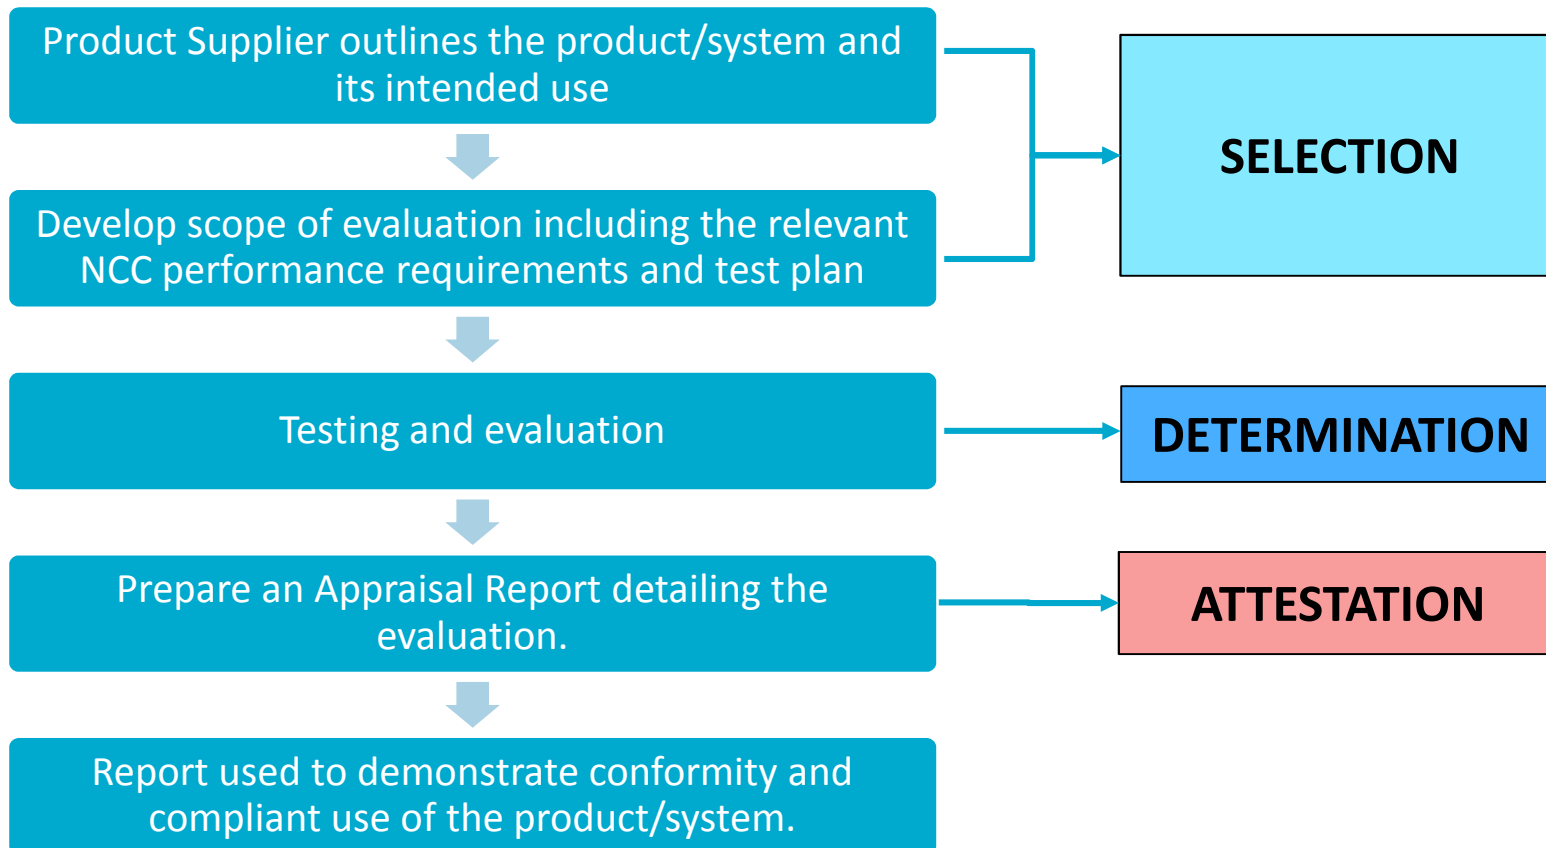 Product Supplier outlines the product/system and
its intended use
SELECTION
Develop scope of evaluation including the relevant
NCC performance requirements and test plan
Testing and evaluation
DETERMINATION
Prepare an Appraisal Report detailing the
evaluation.
ATTESTATION
Report used to demonstrate conformity and
compliant use of the product/system.